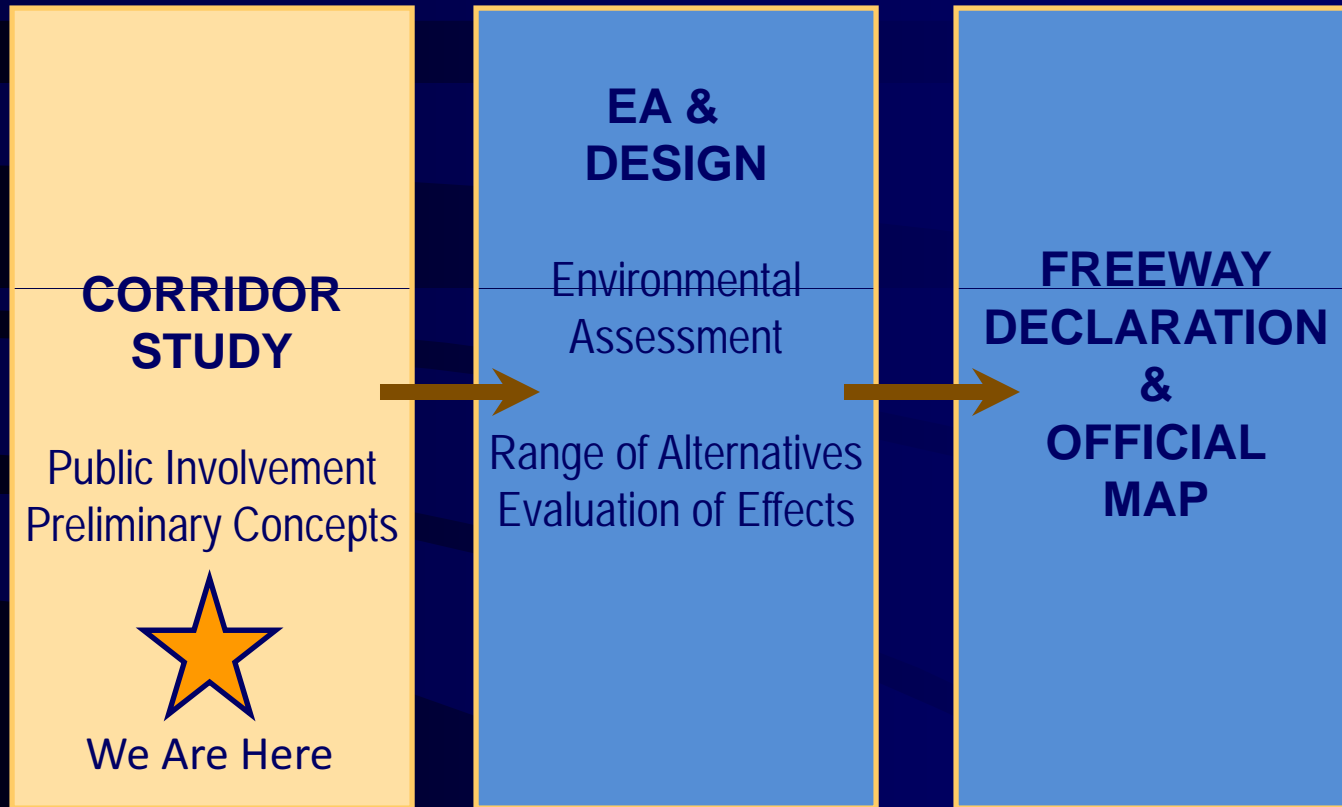 CORRIDOR
STUDY
Public Involvement
Preliminary Concepts
We Are Here
EA &
DESIGN
Environmental
Assessment
Range of Alternatives
Evaluation of Effects
FREEWAY
DECLARATION
&
OFFICIAL
MAP